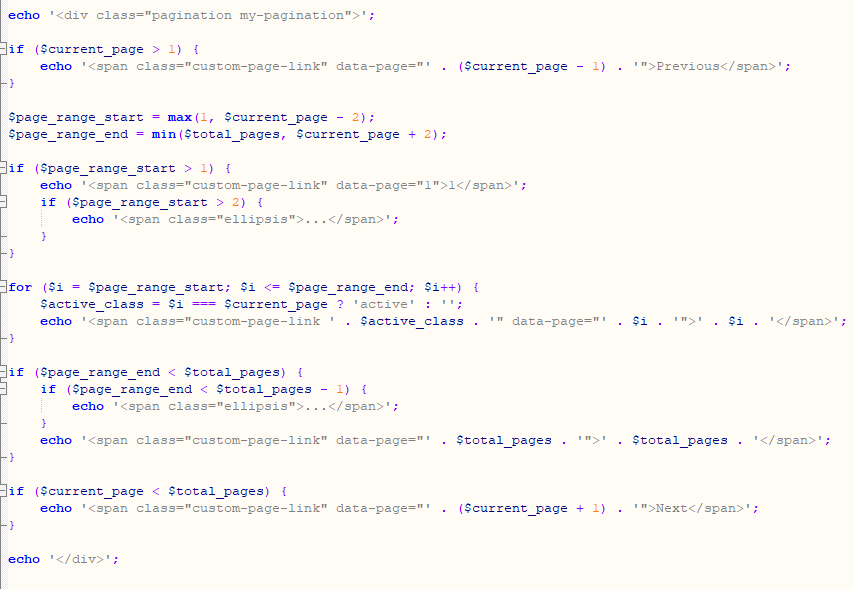 echo '<div class="pagination my-pagination">';
if ($current_page > 1) {
    echo '<span class="custom-page-link" data-page="' . ($current_page - 1) . '">Previous</span>';
}
$page_range_start = max(1, $current_page - 2);
$page_range_end = min($total_pages, $current_page + 2);
if ($page_range_start > 1) {
    echo '<span class="custom-page-link" data-page="1">1</span>';
    if ($page_range_start > 2) {
        echo '<span class="ellipsis">...</span>';
    }
}
for ($i = $page_range_start; $i <= $page_range_end; $i++) {
    $active_class = $i === $current_page ? 'active' : '';
    echo '<span class="custom-page-link ' . $active_class . '" data-page="' . $i . '">' . $i . '</span>';
}
if ($page_range_end < $total_pages) {
    if ($page_range_end < $total_pages - 1) {
        echo '<span class="ellipsis">...</span>';
    }
    echo '<span class="custom-page-link" data-page="' . $total_pages . '">' . $total_pages . '</span>';
}
if ($current_page < $total_pages) {
    echo '<span class="custom-page-link" data-page="' . ($current_page + 1) . '">Next</span>';
}
echo '</div>';